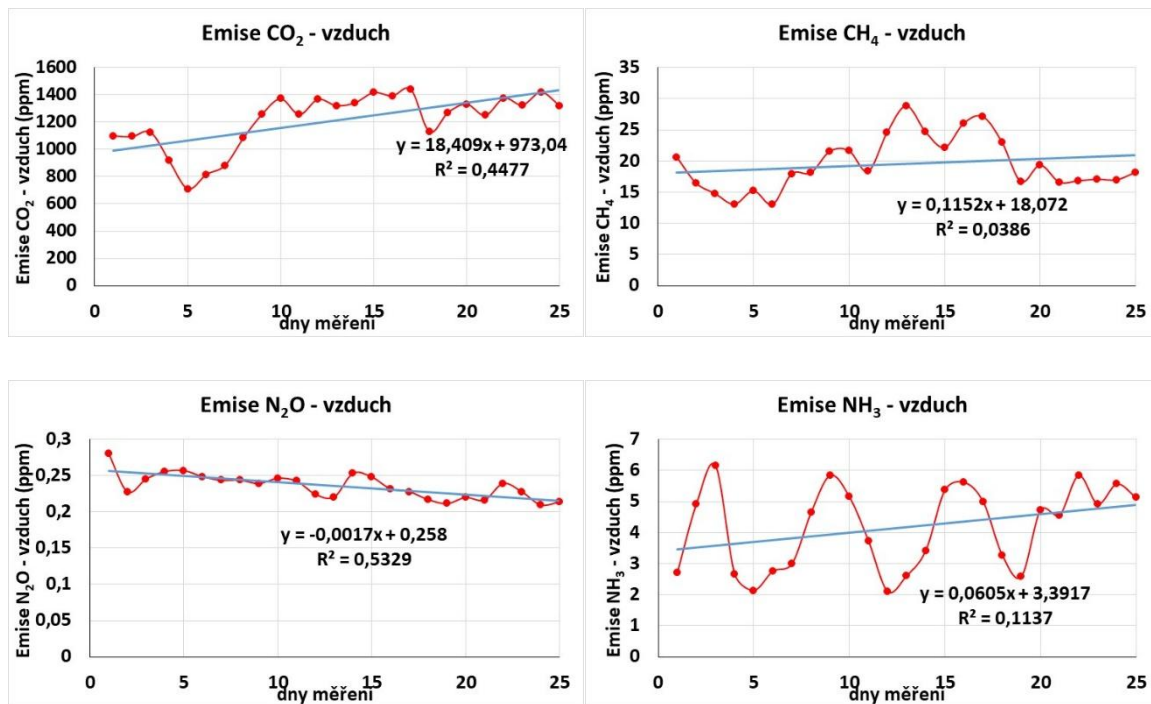 Emise CO₂ - vzduch
Emise CO₂ - vzduch (ppm)
1600
1400
1200
1000
800
600
400
200
0
y = 18,409x + 973,04
R² = 0,4477
0 5 10 15 20 25
dny měření
Emise CH₄ - vzduch
Emise CH₄ - vzduch (ppm)
35
30
25
20
15
10
5
0
y = 0,1152x + 18,072
R² = 0,0386
0 5 10 15 20 25
dny měření
Emise N₂O - vzduch
Emise N₂O - vzduch (ppm)
0,3
0,25
0,2
0,15
0,1
0,05
0
y = -0,0017x + 0,258
R² = 0,5329
0 5 10 15 20 25
dny měření
Emise NH₃ - vzduch
Emise NH₃ - vzduch (ppm)
7
6
5
4
3
2
1
0
y = 0,0605x + 3,3917
R² = 0,1137
0 5 10 15 20 25
dny měření